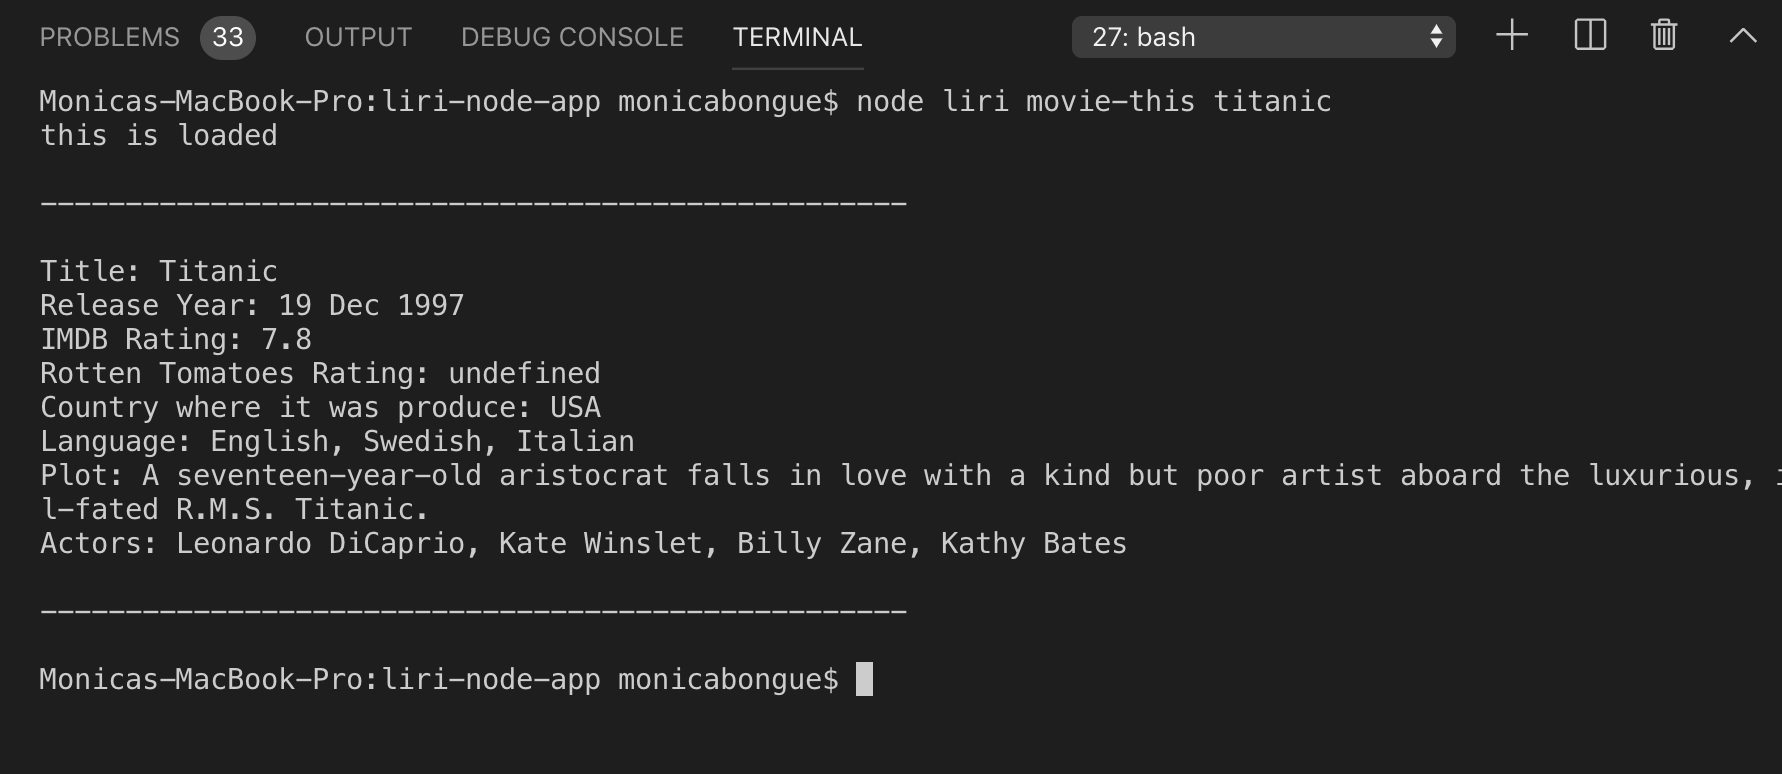 PROBLEMS 33 OUTPUT DEBUG CONSOLE TERMINAL 27: bash
Monicas-MacBook-Pro:liri-node-app monicabongue$ node liri movie-this titanic
this is loaded
---------------------------------------------------
Title: Titanic
Release Year: 19 Dec 1997
IMDB Rating: 7.8
Rotten Tomatoes Rating: undefined
Country where it was produce: USA
Language: English, Swedish, Italian
Plot: A seventeen-year-old aristocrat falls in love with a kind but poor artist aboard the luxurious, i
l-fated R.M.S. Titanic.
Actors: Leonardo DiCaprio, Kate Winslet, Billy Zane, Kathy Bates
---------------------------------------------------
Monicas-MacBook-Pro:liri-node-app monicabongue$